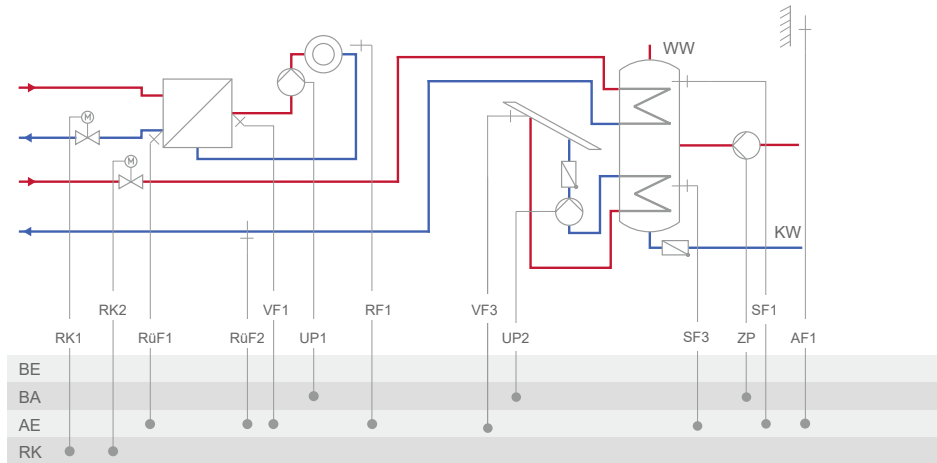 WW
M
M
KW
RK2 VF1 RF1 VF3 SF1
RK1 RüF1 RüF2 UP1 UP2 SF3 ZP AF1
BE
BA
AE
RK